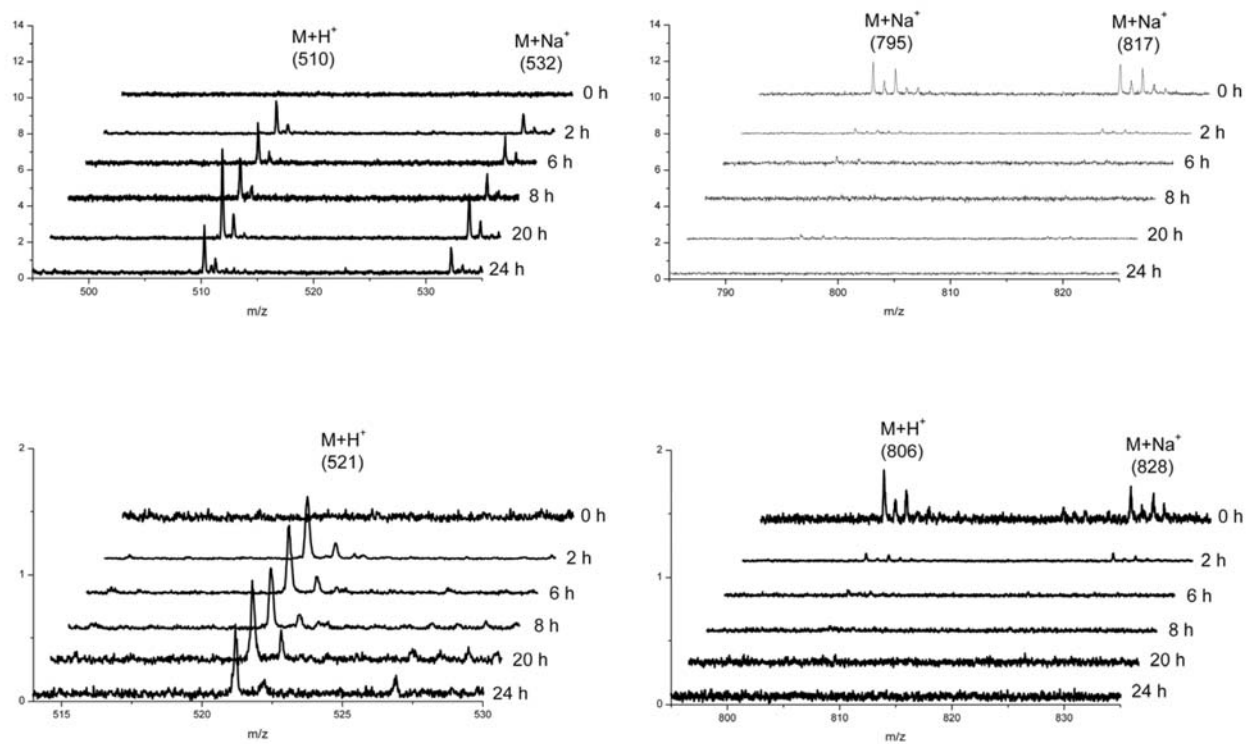 M+H⁺
(510)
M+Na⁺
(532)
14
12
10
8
6
4
2
0
0 h
2 h
6 h
8 h
20 h
24 h
500
510
520
530
m/z
M+Na⁺
(795)
M+Na⁺
(817)
14
12
10
8
6
4
2
0
0 h
2 h
6 h
8 h
20 h
24 h
790
800
810
820
m/z
M+H⁺
(521)
2
1
0
0 h
2 h
6 h
8 h
20 h
24 h
515
520
525
530
m/z
M+H⁺
(806)
M+Na⁺
(828)
2
1
0
0 h
2 h
6 h
8 h
20 h
24 h
800
810
820
830
m/z